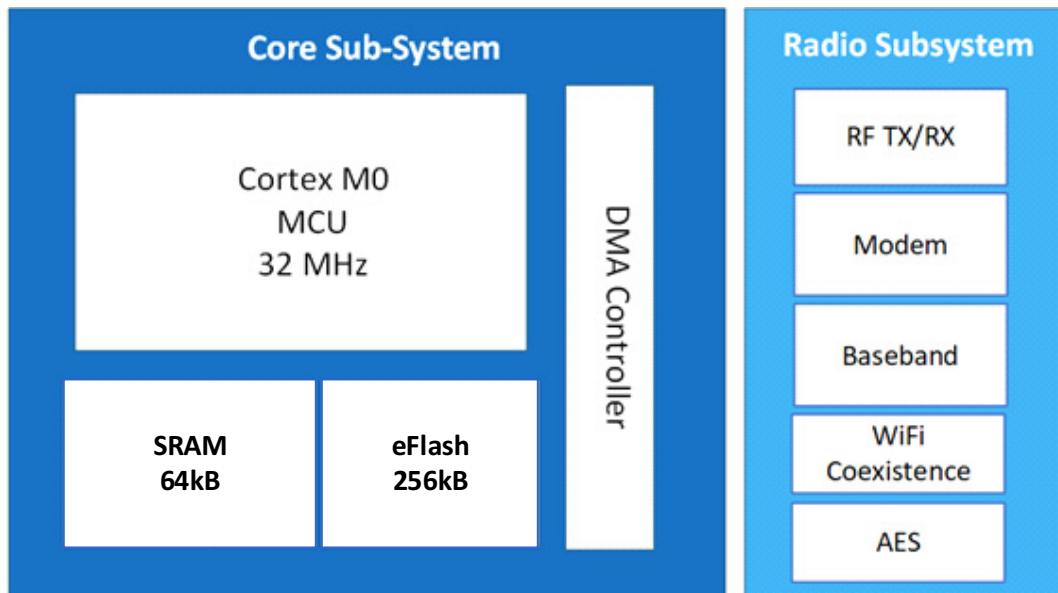 Core Sub-System
Cortex M0
MCU
32 MHz
DMA Controller
SRAM
64kB
eFlash
256kB
Radio Subsystem
RF TX/RX
Modem
Baseband
WiFi
Coexistence
AES